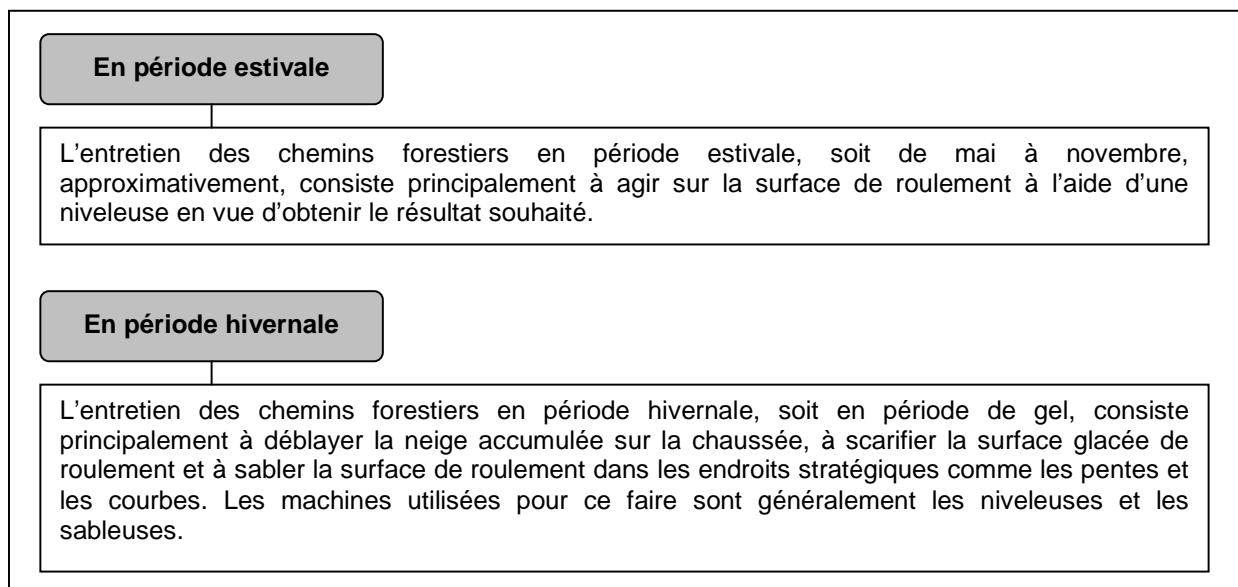 En période estivale
L'entretien des chemins forestiers en période estivale, soit de mai à novembre,
approximativement, consiste principalement à agir sur la surface de roulement à l'aide d'une
niveleuse en vue d'obtenir le résultat souhaité.
En période hivernale
L'entretien des chemins forestiers en période hivernale, soit en période de gel, consiste
principalement à déblayer la neige accumulée sur la chaussée, à scarifier la surface glacée de
roulement et à sabler la surface de roulement dans les endroits stratégiques comme les pentes et
les courbes. Les machines utilisées pour ce faire sont généralement les niveleuses et les
sableuses.